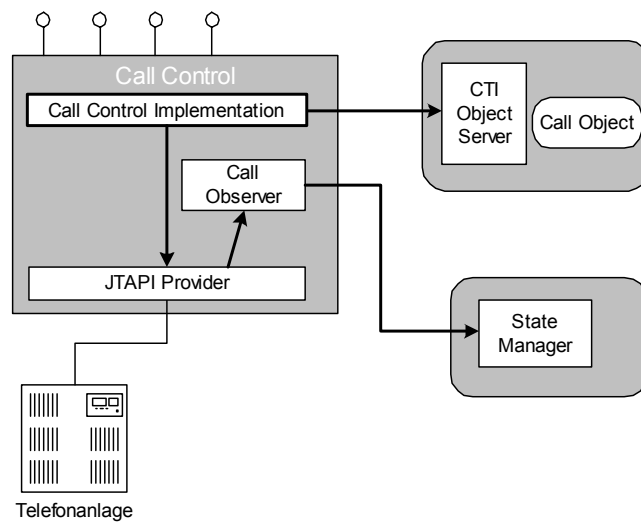 Call Control
Call Control Implementation
CTI
Object
Server
Call Object
Call
Observer
JTAPI Provider
State
Manager
Telefonanlage